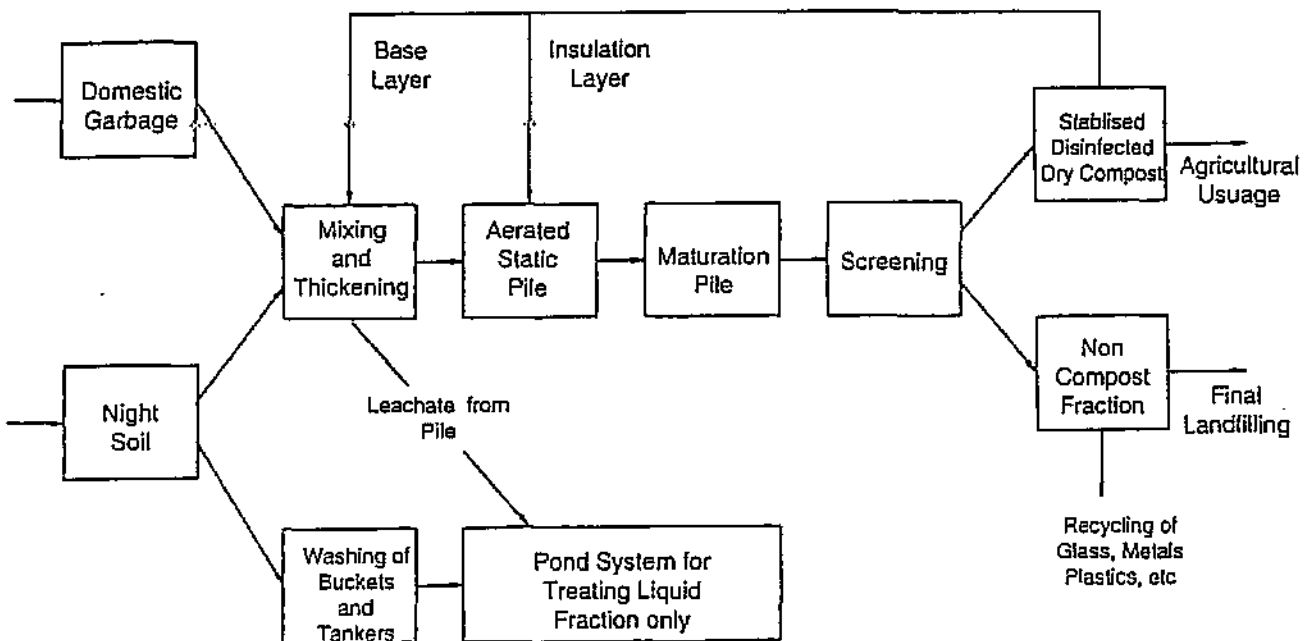 Base
Layer
Insulation
Layer
Domestic
Garbage
Stablised
Disinfected
Dry Compost
Agricultural
Usuage
Mixing
and
Thickening
Aerated
Static
Pile
Maturation
Pile
Screening
Non
Compost
Fraction
Final
Landfilling
Night
Soil
Leachate from
Pile
Recycling of
Glass, Metals
Plastics, etc
Washing of
Buckets
and
Tankers
Pond System for
Treating Liquid
Fraction only